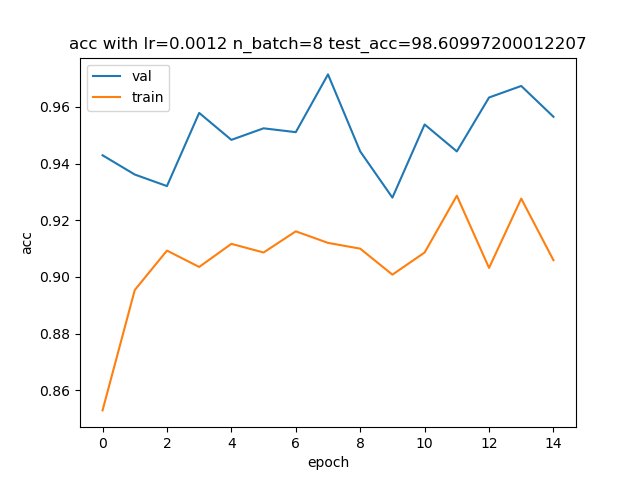 acc with lr=0.0012 n_batch=8 test_acc=98.60997200012207
val
train
0.96
0.94
0.92
0.90
0.88
0.86
acc
0 2 4 6 8 10 12 14
epoch